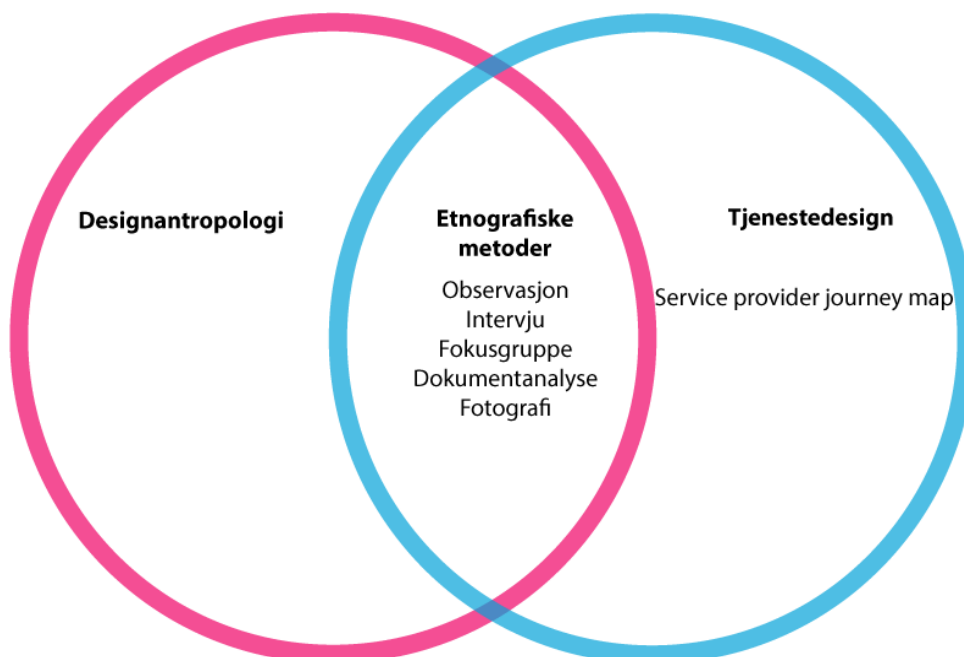 Designantropologi
Etnografiske
metoder
Observasjon
Intervju
Fokusgruppe
Dokumentanalyse
Fotografi
Tjenestedesign
Service provider journey map